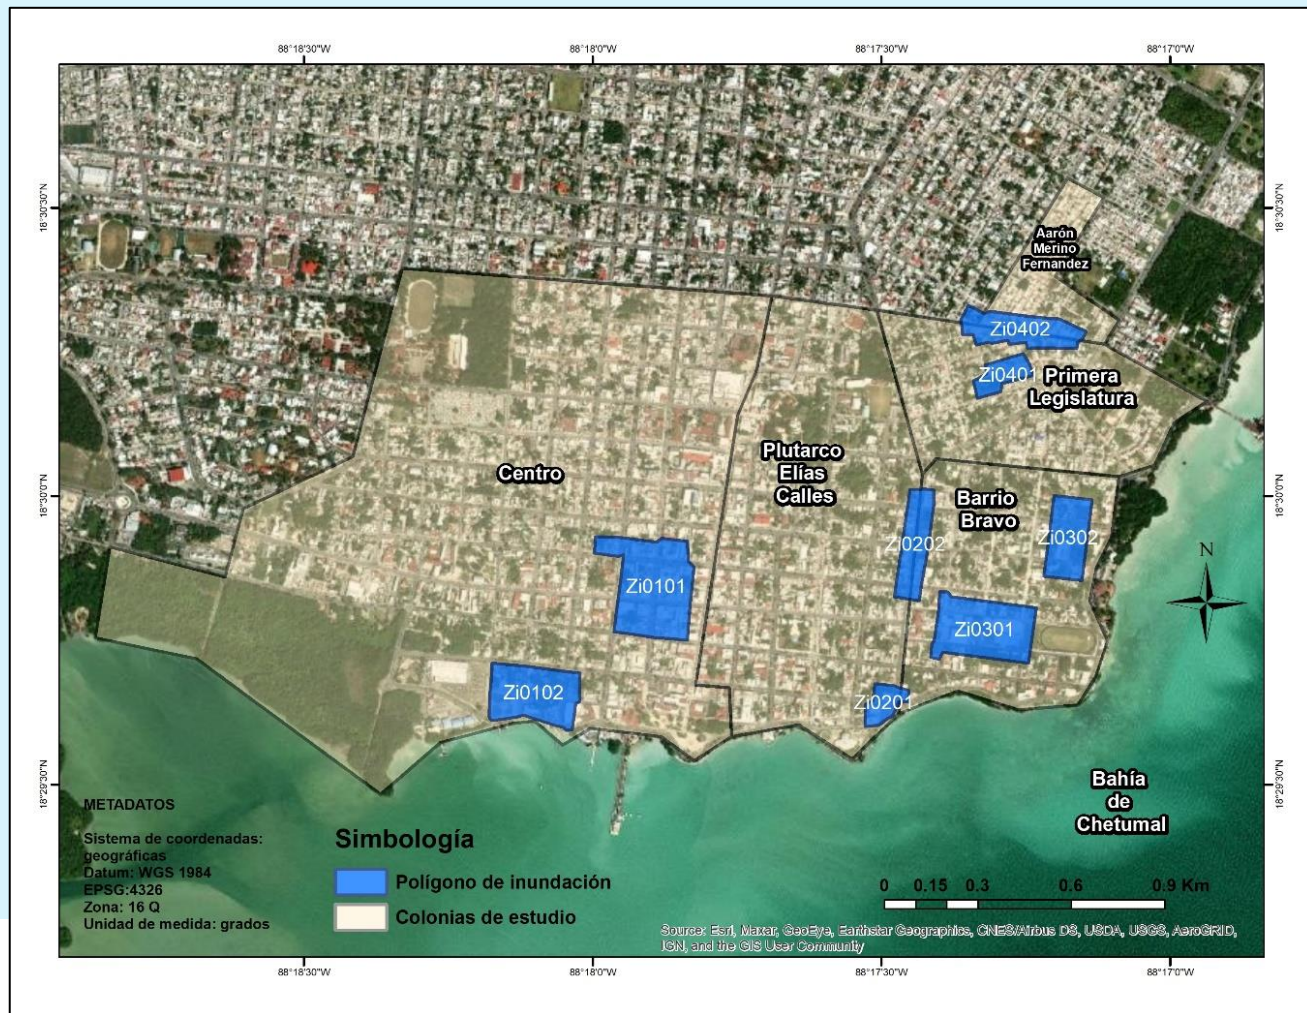 88°18'30"W
88°18'0"W
88°17'30"W
88°17'0"W
18°30'30"N
18°30'30"N
Aarón
Merino
Fernandez
Zi0402
Zi0401
Primera
Legislatura
Plutarco
Elías
Calles
Centro
18°30'0"N
18°30'0"N
Barrio
Bravo
Zi0202
Zi0302
N
Zi0101
Zi0301
Zi0102
Zi0201
18°29'30"N
18°29'30"N
Bahía
de
Chetumal
METADATOS
Sistema de coordenadas:
geográficas
Datum: WGS 1984
EPSG:4326
Zona: 16 Q
Unidad de medida: grados
Simbología
Polígono de inundación
Colonias de estudio
0 0.15 0.3 0.6 0.9 Km
Source: Esri, Maxar, GeoEye, Earthstar Geographics, CNES/Airbus DS, USDA, USGS, AeroGRID,
IGN, and the GIS User Community
88°18'30"W
88°18'0"W
88°17'30"W
88°17'0"W